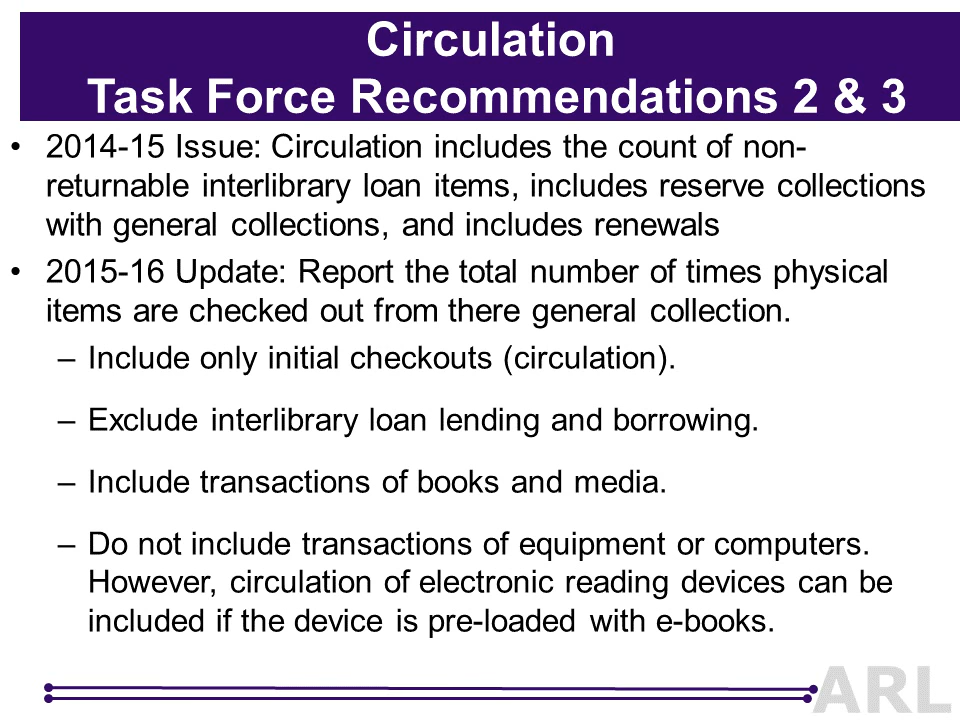 Circulation
Task Force Recommendations 2 & 3
• 2014-15 Issue: Circulation includes the count of non-
returnable interlibrary loan items, includes reserve collections
with general collections, and includes renewals
• 2015-16 Update: Report the total number of times physical
items are checked out from there general collection.
– Include only initial checkouts (circulation).
– Exclude interlibrary loan lending and borrowing.
– Include transactions of books and media.
– Do not include transactions of equipment or computers.
However, circulation of electronic reading devices can be
included if the device is pre-loaded with e-books.
ARL